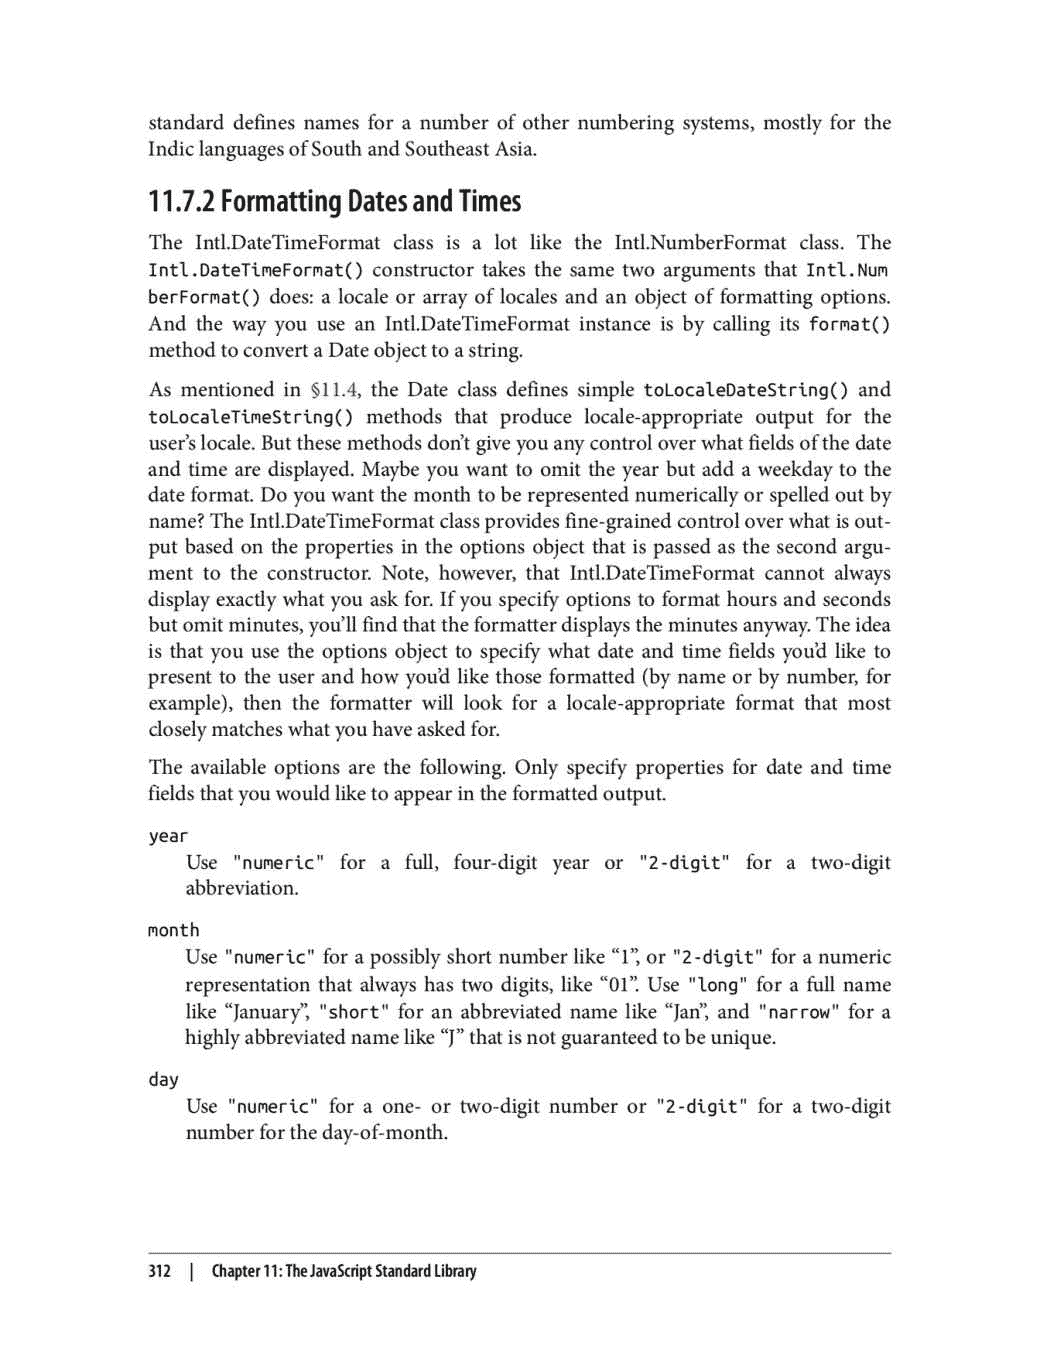 standard defines names for a number of other numbering systems, mostly for the
Indic languages of South and Southeast Asia.
11.7.2 Formatting Dates and Times
The Intl.DateTimeFormat class is a lot like the Intl.NumberFormat class. The
Intl.DateTimeFormat() constructor takes the same two arguments that Intl.Num
berFormat() does: a locale or array of locales and an object of formatting options.
And the way you use an Intl.DateTimeFormat instance is by calling its format()
method to convert a Date object to a string.
As mentioned in §11.4, the Date class defines simple toLocaleDateString() and
toLocaleTimeString() methods that produce locale-appropriate output for the
user’s locale. But these methods don’t give you any control over what fields of the date
and time are displayed. Maybe you want to omit the year but add a weekday to the
date format. Do you want the month to be represented numerically or spelled out by
name? The Intl.DateTimeFormat class provides fine-grained control over what is out-
put based on the properties in the options object that is passed as the second argu-
ment to the constructor. Note, however, that Intl.DateTimeFormat cannot always
display exactly what you ask for. If you specify options to format hours and seconds
but omit minutes, you’ll find that the formatter displays the minutes anyway. The idea
is that you use the options object to specify what date and time fields you’d like to
present to the user and how you’d like those formatted (by name or by number, for
example), then the formatter will look for a locale-appropriate format that most
closely matches what you have asked for.
The available options are the following. Only specify properties for date and time
fields that you would like to appear in the formatted output.
year
Use "numeric" for a full, four-digit year or "2-digit" for a two-digit
abbreviation.
month
Use "numeric" for a possibly short number like “1”, or "2-digit" for a numeric
representation that always has two digits, like “01”. Use "long" for a full name
like “January”, "short" for an abbreviated name like “Jan”, and "narrow" for a
highly abbreviated name like “J” that is not guaranteed to be unique.
day
Use "numeric" for a one- or two-digit number or "2-digit" for a two-digit
number for the day-of-month.
312 | Chapter 11: The JavaScript Standard Library